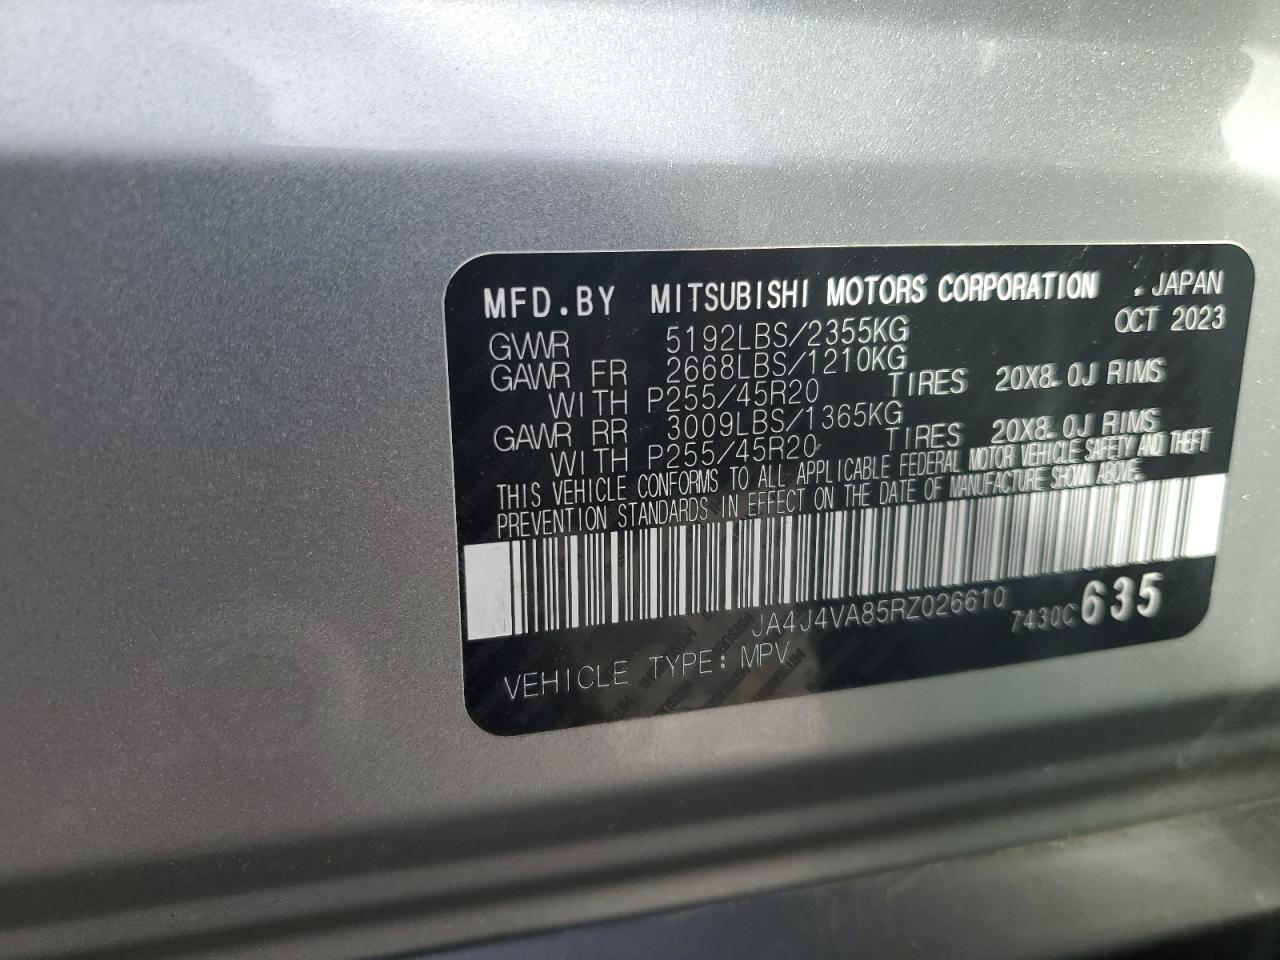 MFD.BY MITSUBISHI MOTORS CORPORATION . JAPAN
OCT 2023
GVWR 5192LBS/2355KG
GAWR FR 2668LBS/1210KG
WITH P255/45R20 TIRES 20X8.0J RIMS
GAWR RR 3009LBS/1365KG
WITH P255/45R20 TIRES 20X8.0J RIMS
THIS VEHICLE CONFORMS TO ALL APPLICABLE FEDERAL MOTOR VEHICLE SAFETY AND THEFT
PREVENTION STANDARDS IN EFFECT ON THE DATE OF MANUFACTURE SHOWN ABOVE.
JA4J4VA85RZ026610
7430C 635
VEHICLE TYPE: MPV